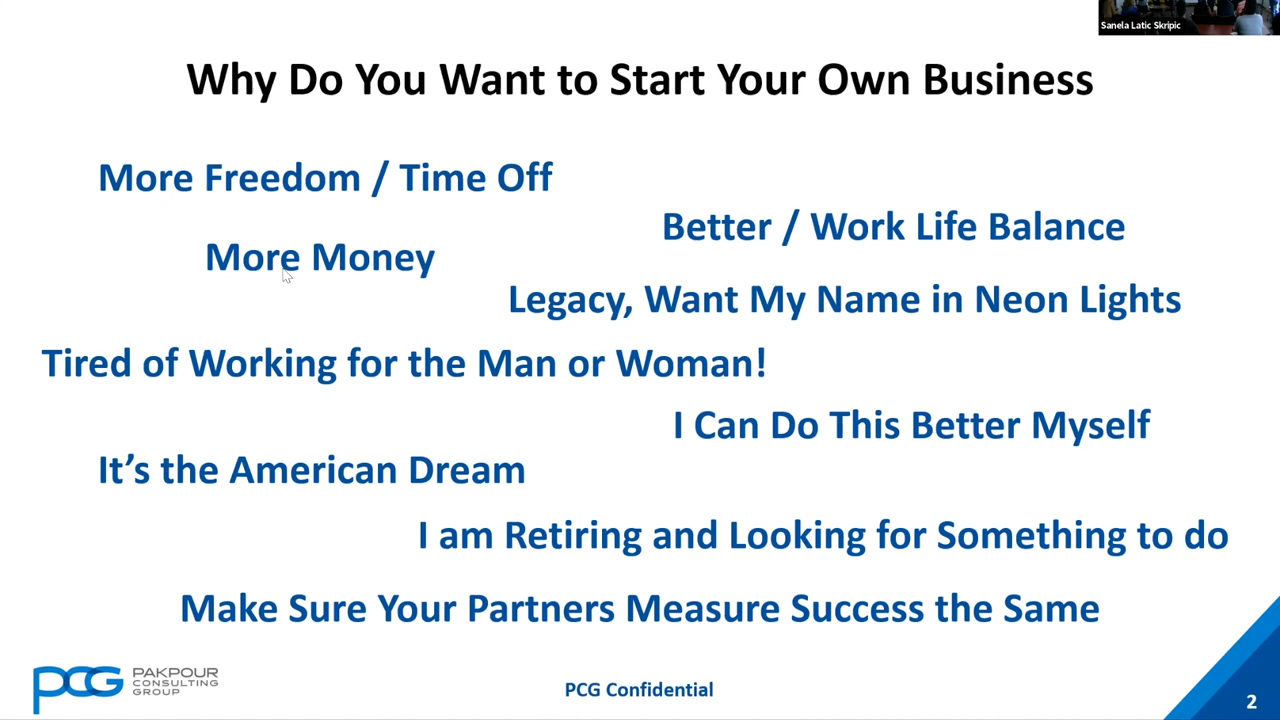 Sanela Latic Skripic
Why Do You Want to Start Your Own Business
More Freedom / Time Off
Better / Work Life Balance
More Money
Legacy, Want My Name in Neon Lights
Tired of Working for the Man or Woman!
I Can Do This Better Myself
It’s the American Dream
I am Retiring and Looking for Something to do
Make Sure Your Partners Measure Success the Same
PCG
PAKPOUR
CONSULTING
GROUP
PCG Confidential
2